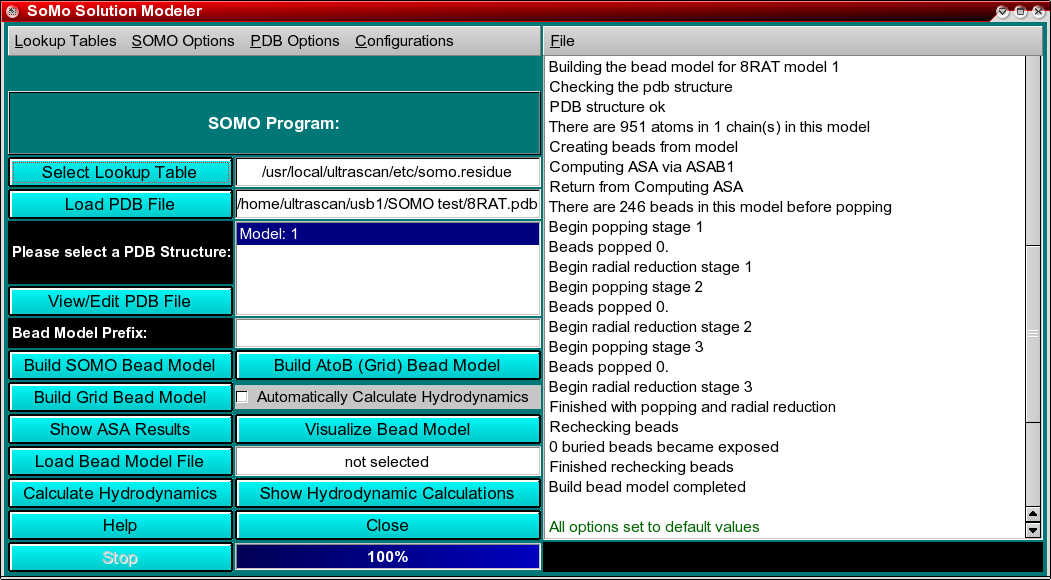 SoMo Solution Modeler
Lookup Tables SOMO Options PDB Options Configurations
SOMO Program:
Select Lookup Table /usr/local/ultrascan/etc/somo.residue
Load PDB File /home/ultrascan/usb1/SOMO test/8RAT.pdb
Please select a PDB Structure: Model: 1
View/Edit PDB File
Bead Model Prefix:
Build SOMO Bead Model Build AtoB (Grid) Bead Model
Build Grid Bead Model Automatically Calculate Hydrodynamics
Show ASA Results Visualize Bead Model
Load Bead Model File not selected
Calculate Hydrodynamics Show Hydrodynamic Calculations
Help Close
Stop 100%
File
Building the bead model for 8RAT model 1
Checking the pdb structure
PDB structure ok
There are 951 atoms in 1 chain(s) in this model
Creating beads from model
Computing ASA via ASAB1
Return from Computing ASA
There are 246 beads in this model before popping
Begin popping stage 1
Beads popped 0.
Begin radial reduction stage 1
Begin popping stage 2
Beads popped 0.
Begin radial reduction stage 2
Begin popping stage 3
Beads popped 0.
Begin radial reduction stage 3
Finished with popping and radial reduction
Rechecking beads
0 buried beads became exposed
Finished rechecking beads
Build bead model completed
All options set to default values